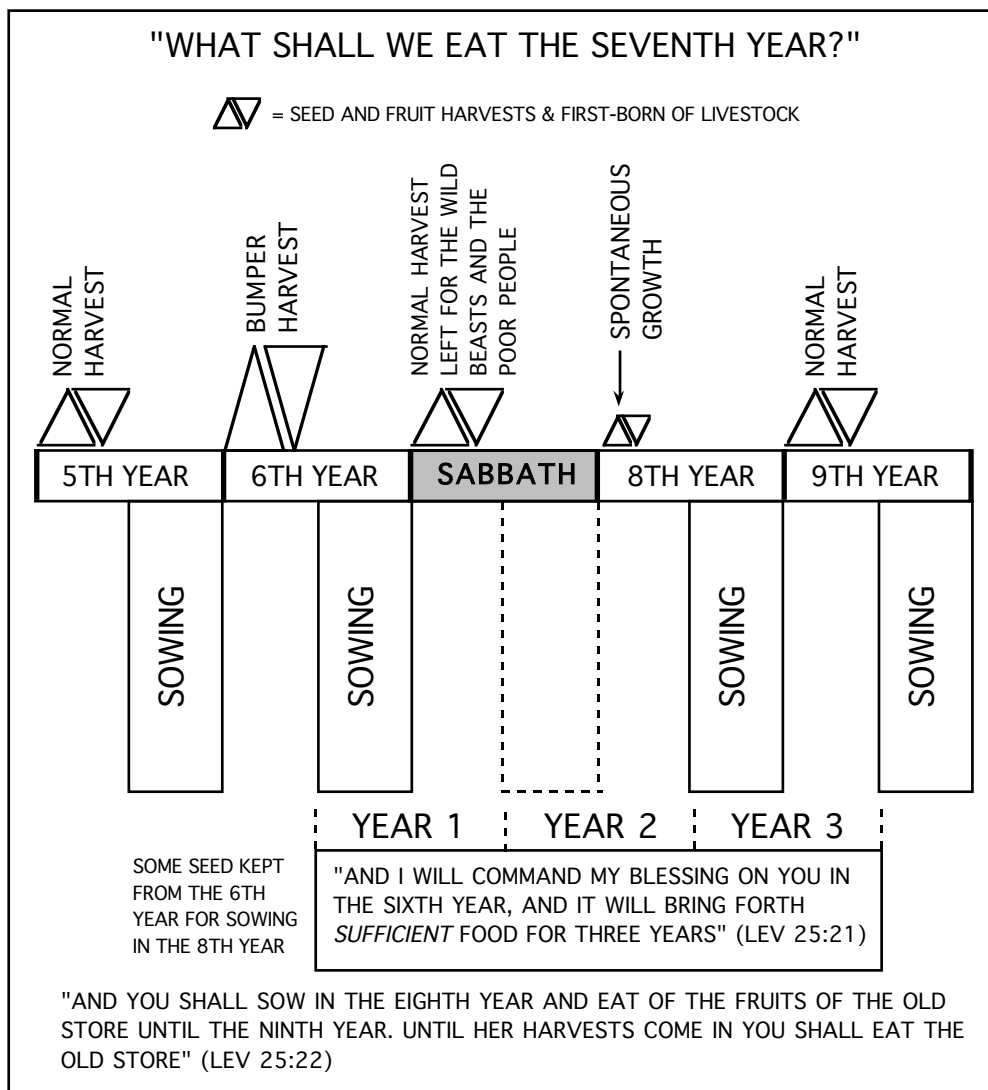 "WHAT SHALL WE EAT THE SEVENTH YEAR?"
= SEED AND FRUIT HARVESTS & FIRST-BORN OF LIVESTOCK
NORMAL
HARVEST
BUMPER
HARVEST
NORMAL HARVEST
LEFT FOR THE WILD
BEASTS AND THE
POOR PEOPLE
SPONTANEOUS
GROWTH
NORMAL
HARVEST
5TH YEAR
6TH YEAR
SABBATH
8TH YEAR
9TH YEAR
SOWING
SOWING
SOWING
SOWING
YEAR 1
YEAR 2
YEAR 3
SOME SEED KEPT
FROM THE 6TH
YEAR FOR SOWING
IN THE 8TH YEAR
"AND I WILL COMMAND MY BLESSING ON YOU IN
THE SIXTH YEAR, AND IT WILL BRING FORTH
SUFFICIENT FOOD FOR THREE YEARS" (LEV 25:21)
"AND YOU SHALL SOW IN THE EIGHTH YEAR AND EAT OF THE FRUITS OF THE OLD
STORE UNTIL THE NINTH YEAR. UNTIL HER HARVESTS COME IN YOU SHALL EAT THE
OLD STORE" (LEV 25:22)